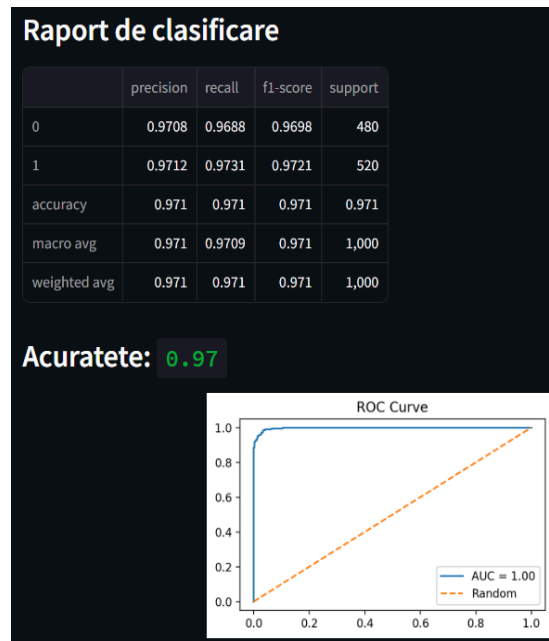 Raport de clasificare
precision recall f1-score support
0 0.9708 0.9688 0.9698 480
1 0.9712 0.9731 0.9721 520
accuracy 0.971 0.971 0.971 0.971
macro avg 0.971 0.9709 0.971 1,000
weighted avg 0.971 0.971 0.971 1,000
Acuratete: 0.97
ROC Curve
1.0
0.8
0.6
0.4
0.2
0.0
AUC = 1.00
Random
0.0 0.2 0.4 0.6 0.8 1.0